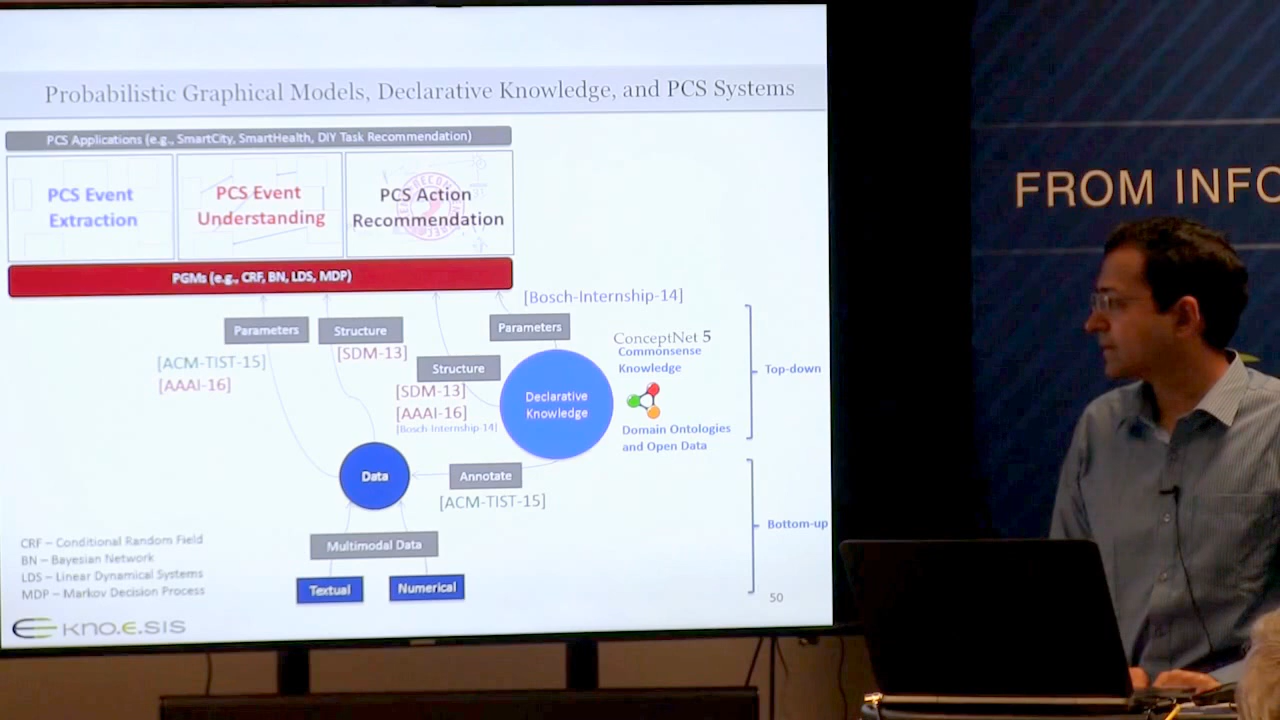 Probabilistic Graphical Models, Declarative Knowledge, and PCS Systems
PCS Applications (e.g., SmartCity, SmartHealth, DIY Task Recommendation)
PCS Event
Extraction
PCS Event
Understanding
PCS Action
Recommendation
PGMs (e.g., CRF, BN, LDS, MDP)
[Bosch-Internship-14]
Parameters
Structure
Parameters
[ACM-TIST-15]
[AAAI-16]
[SDM-13]
Structure
[SDM-13]
[AAAI-16]
[Bosch-Internship-14]
Declarative
Knowledge
ConceptNet 5
Commonsense
Knowledge
Domain Ontologies
and Open Data
Top-down
Data
Annotate
[ACM-TIST-15]
Bottom-up
Multimodal Data
Textual
Numerical
CRF – Conditional Random Field
BN – Bayesian Network
LDS – Linear Dynamical Systems
MDP – Markov Decision Process
50
kno.e.sis
FROM INFO